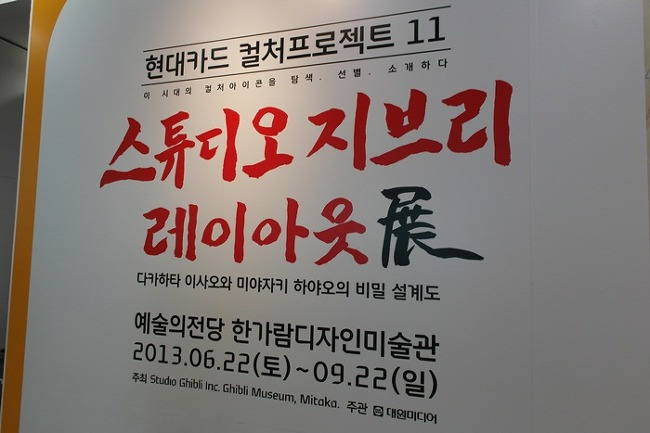 현대카드 컬처프로젝트 11
이 시대의 컬처아이콘을 탐색. 선별. 소개하다
스튜디오 지브리
레이아웃 展
다카하타 이사오와 미야자키 하야오의 비밀 설계도
예술의전당 한가람디자인미술관
2013.06.22(토)~09.22(일)
주최 Studio Ghibli Inc. Ghibli Museum, Mitaka. 주관 대원미디어